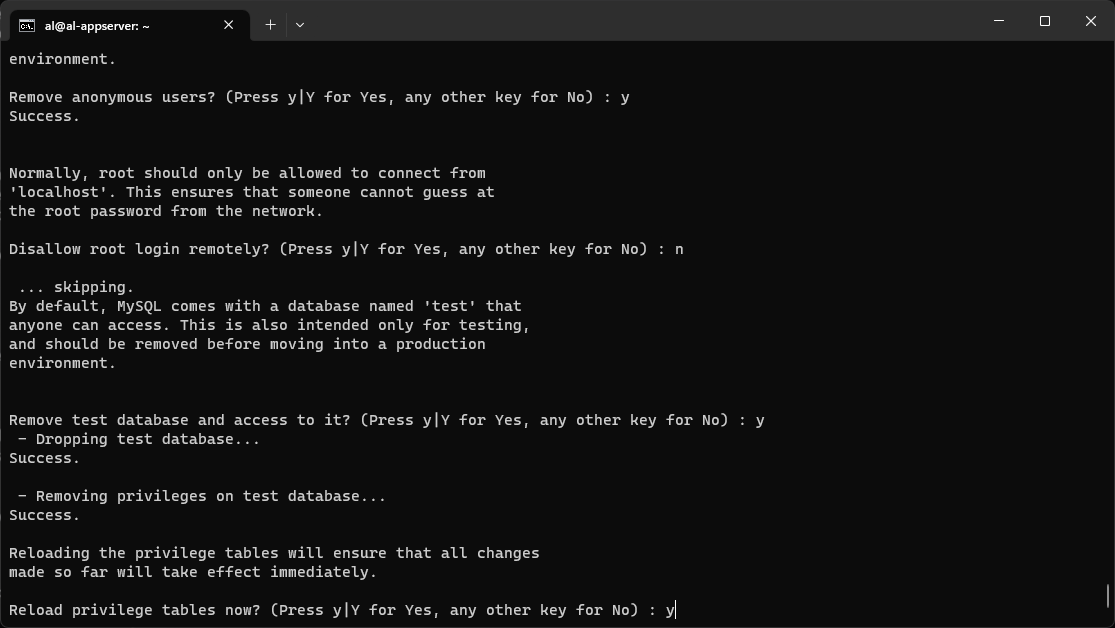 al@al-appserver: ~
environment.
Remove anonymous users? (Press y|Y for Yes, any other key for No) : y
Success.
Normally, root should only be allowed to connect from
'localhost'. This ensures that someone cannot guess at
the root password from the network.
Disallow root login remotely? (Press y|Y for Yes, any other key for No) : n
... skipping.
By default, MySQL comes with a database named 'test' that
anyone can access. This is also intended only for testing,
and should be removed before moving into a production
environment.
Remove test database and access to it? (Press y|Y for Yes, any other key for No) : y
- Dropping test database...
Success.
- Removing privileges on test database...
Success.
Reloading the privilege tables will ensure that all changes
made so far will take effect immediately.
Reload privilege tables now? (Press y|Y for Yes, any other key for No) : y